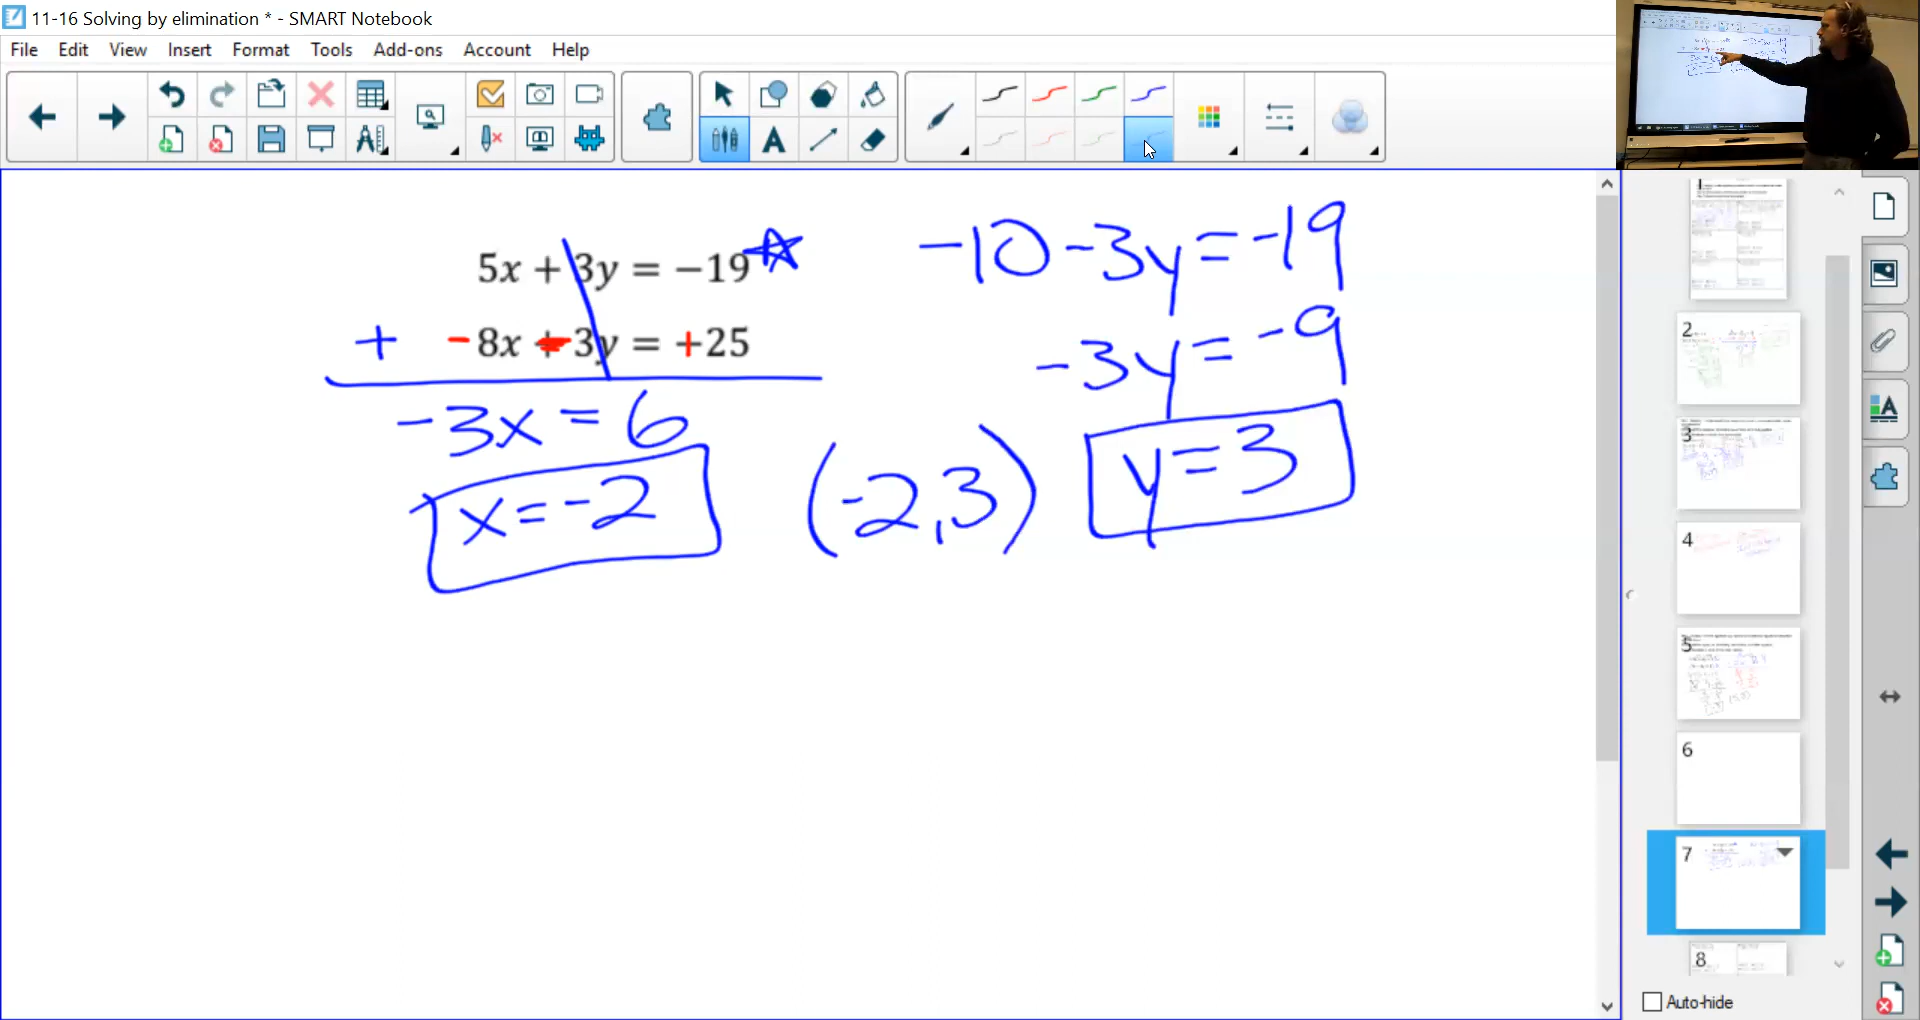 11-16 Solving by elimination * - SMART Notebook
File Edit View Insert Format Tools Add-ons Account Help
5x + 3y = −19
+ -8x - 3y = +25
-3x = 6
x = -2
(-2,3)
-10 -3y = -19
-3y = -9
y = 3
1
2
3
4
5
6
7
8
Auto-hide